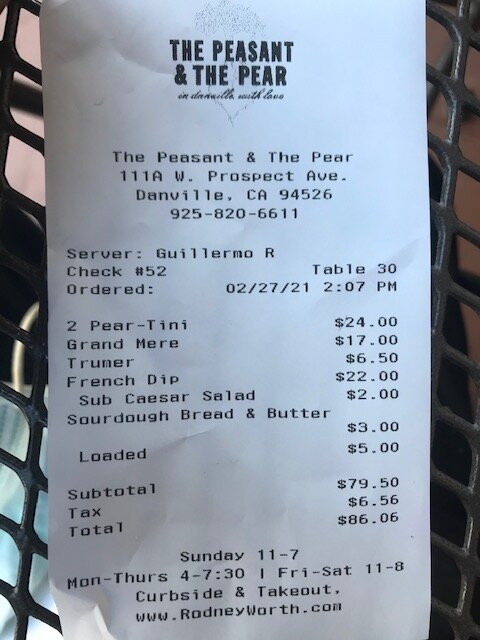 THE PEASANT
& THE PEAR
in danville, with love
The Peasant & The Pear
111A W. Prospect Ave.
Danville, CA 94526
925-820-6611
Server: Guillermo R
Check #52 Table 30
Ordered: 02/27/21 2:07 PM
2 Pear-Tini $24.00
Grand Mere $17.00
Trumer $6.50
French Dip $22.00
Sub Caesar Salad $2.00
Sourdough Bread & Butter
$3.00
Loaded $5.00
Subtotal $79.50
Tax $6.56
Total $86.06
Sunday 11-7
Mon-Thurs 4-7:30 | Fri-Sat 11-8
Curbside & Takeout.
www.RodneyWorth.com